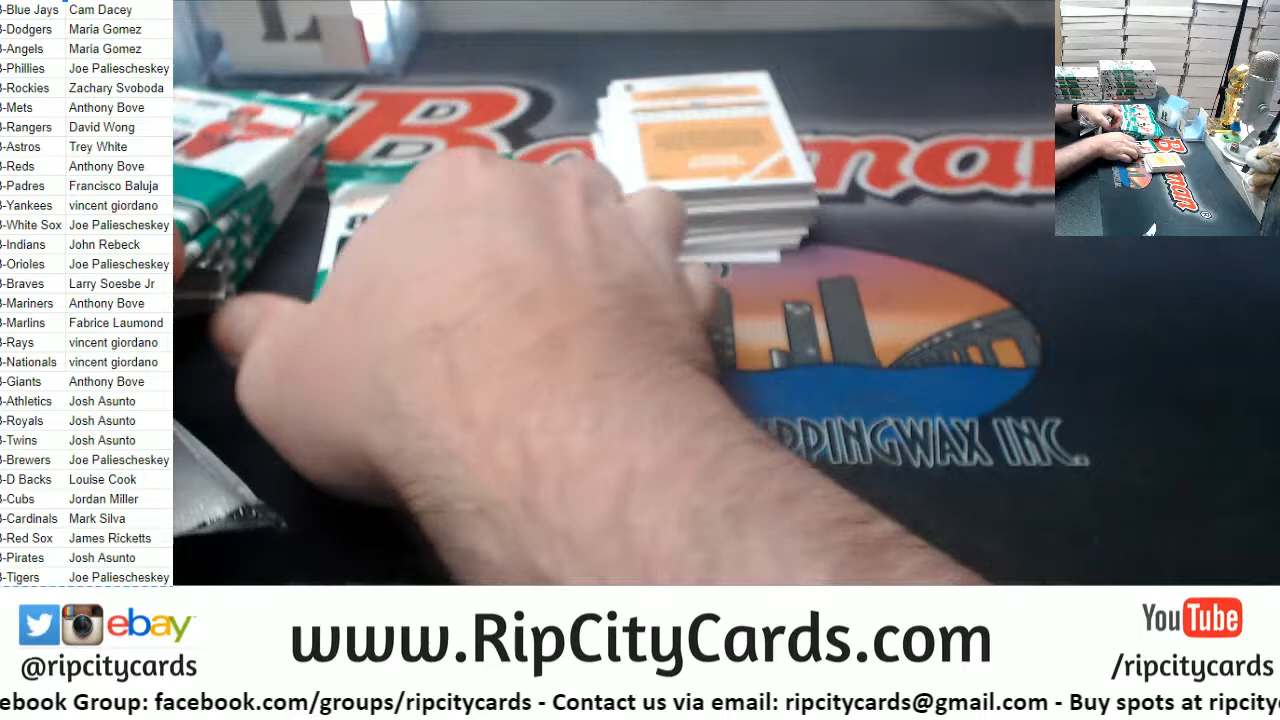 B-Blue Jays Cam Dacey
B-Dodgers Maria Gomez
B-Angels Maria Gomez
B-Phillies Joe Paliescheskey
B-Rockies Zachary Svoboda
B-Mets Anthony Bove
B-Rangers David Wong
B-Astros Trey White
B-Reds Anthony Bove
B-Padres Francisco Baluja
B-Yankees vincent giordano
B-White Sox Joe Paliescheskey
B-Indians John Rebeck
B-Orioles Joe Paliescheskey
B-Braves Larry Soesbe Jr
B-Mariners Anthony Bove
B-Marlins Fabrice Laumond
B-Rays vincent giordano
B-Nationals vincent giordano
B-Giants Anthony Bove
B-Athletics Josh Asunto
B-Royals Josh Asunto
B-Twins Josh Asunto
B-Brewers Joe Paliescheskey
B-D Backs Louise Cook
B-Cubs Jordan Miller
B-Cardinals Mark Silva
B-Red Sox James Ricketts
B-Pirates Josh Asunto
B-Tigers Joe Paliescheskey
B man
man ®
PPINGWAX INC.
ebay
@ripcitycards
www.RipCityCards.com
YouTube
/ripcitycards
ebook Group: facebook.com/groups/ripcitycards - Contact us via email: ripcitycards@gmail.com - Buy spots at ripcity